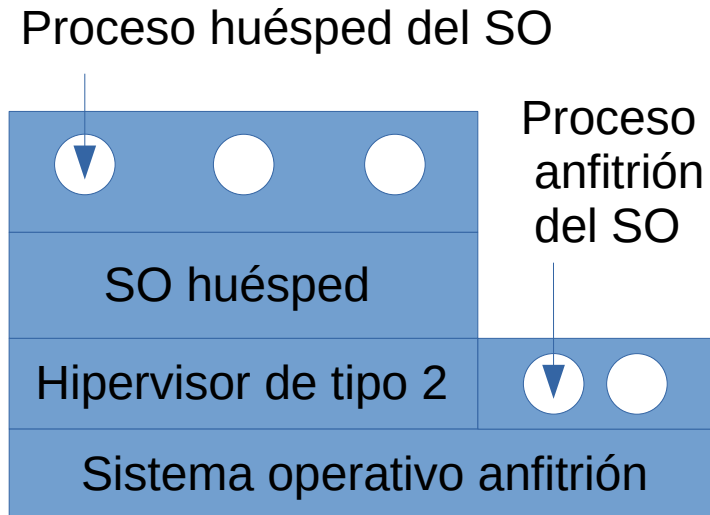 Proceso huésped del SO
Proceso
anfitrión
del SO
SO huésped
Hipervisor de tipo 2
Sistema operativo anfitrión